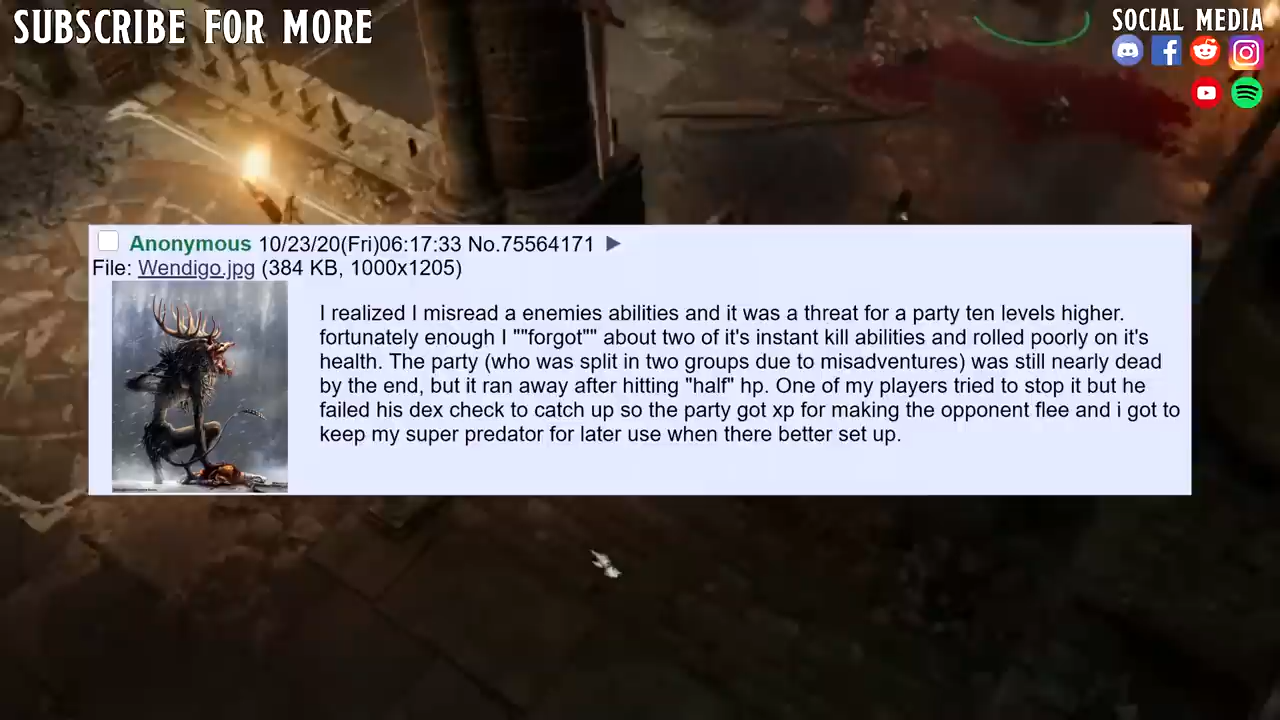 SUBSCRIBE FOR MORE
SOCIAL MEDIA
Anonymous 10/23/20(Fri)06:17:33 No.75564171 ▶
File: Wendigo.jpg (384 KB, 1000x1205)
I realized I misread a enemies abilities and it was a threat for a party ten levels higher.
fortunately enough I ""forgot"" about two of it's instant kill abilities and rolled poorly on it's
health. The party (who was split in two groups due to misadventures) was still nearly dead
by the end, but it ran away after hitting "half" hp. One of my players tried to stop it but he
failed his dex check to catch up so the party got xp for making the opponent flee and i got to
keep my super predator for later use when there better set up.